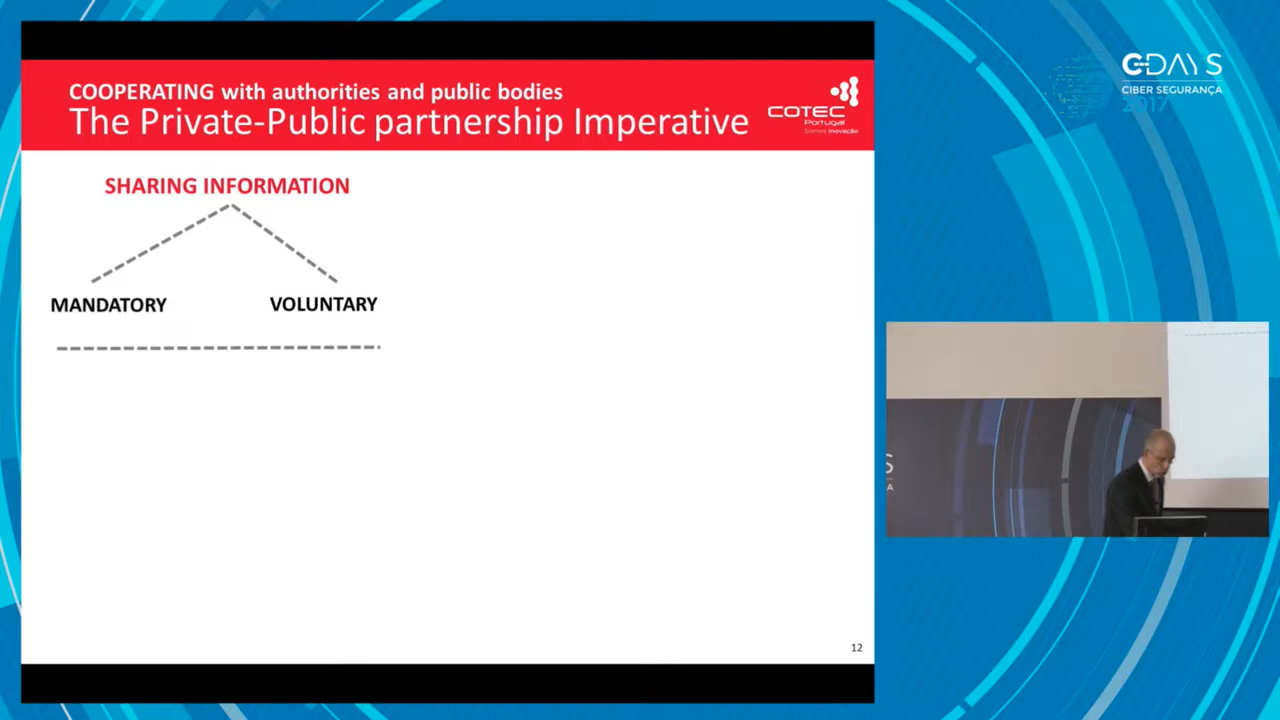 COOPERATING with authorities and public bodies
The Private-Public partnership Imperative
COTEC
Portugal
Somos Inovação
SHARING INFORMATION
MANDATORY VOLUNTARY
12
C-DAYS
CIBER SEGURANÇA
2017
S
A